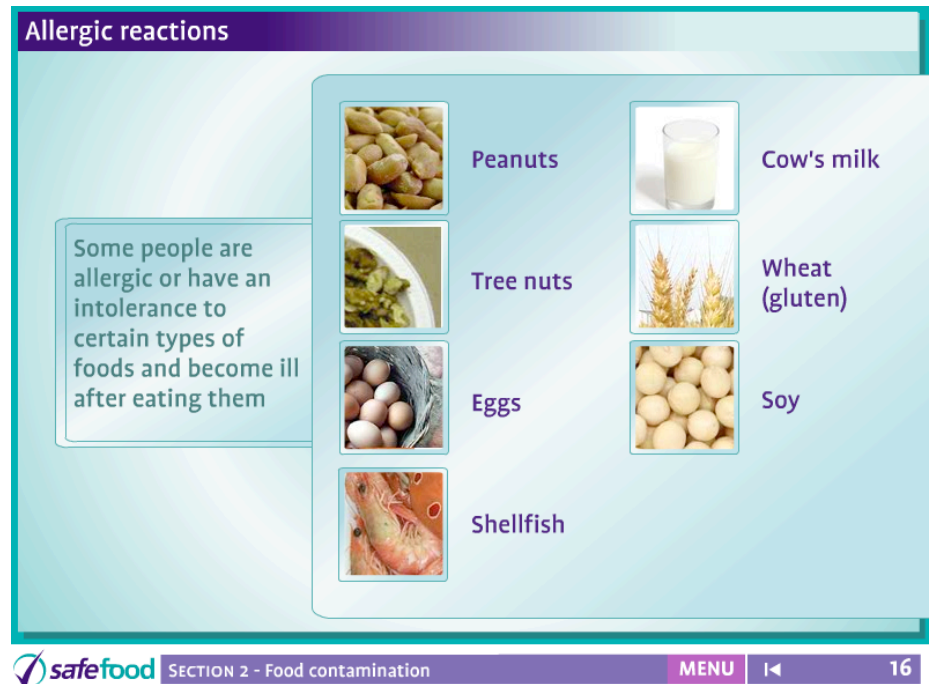 Allergic reactions
Some people are
allergic or have an
intolerance to
certain types of
foods and become ill
after eating them
Peanuts
Cow's milk
Tree nuts
Wheat
(gluten)
Eggs
Soy
Shellfish
safefood SECTION 2 - Food contamination MENU 16